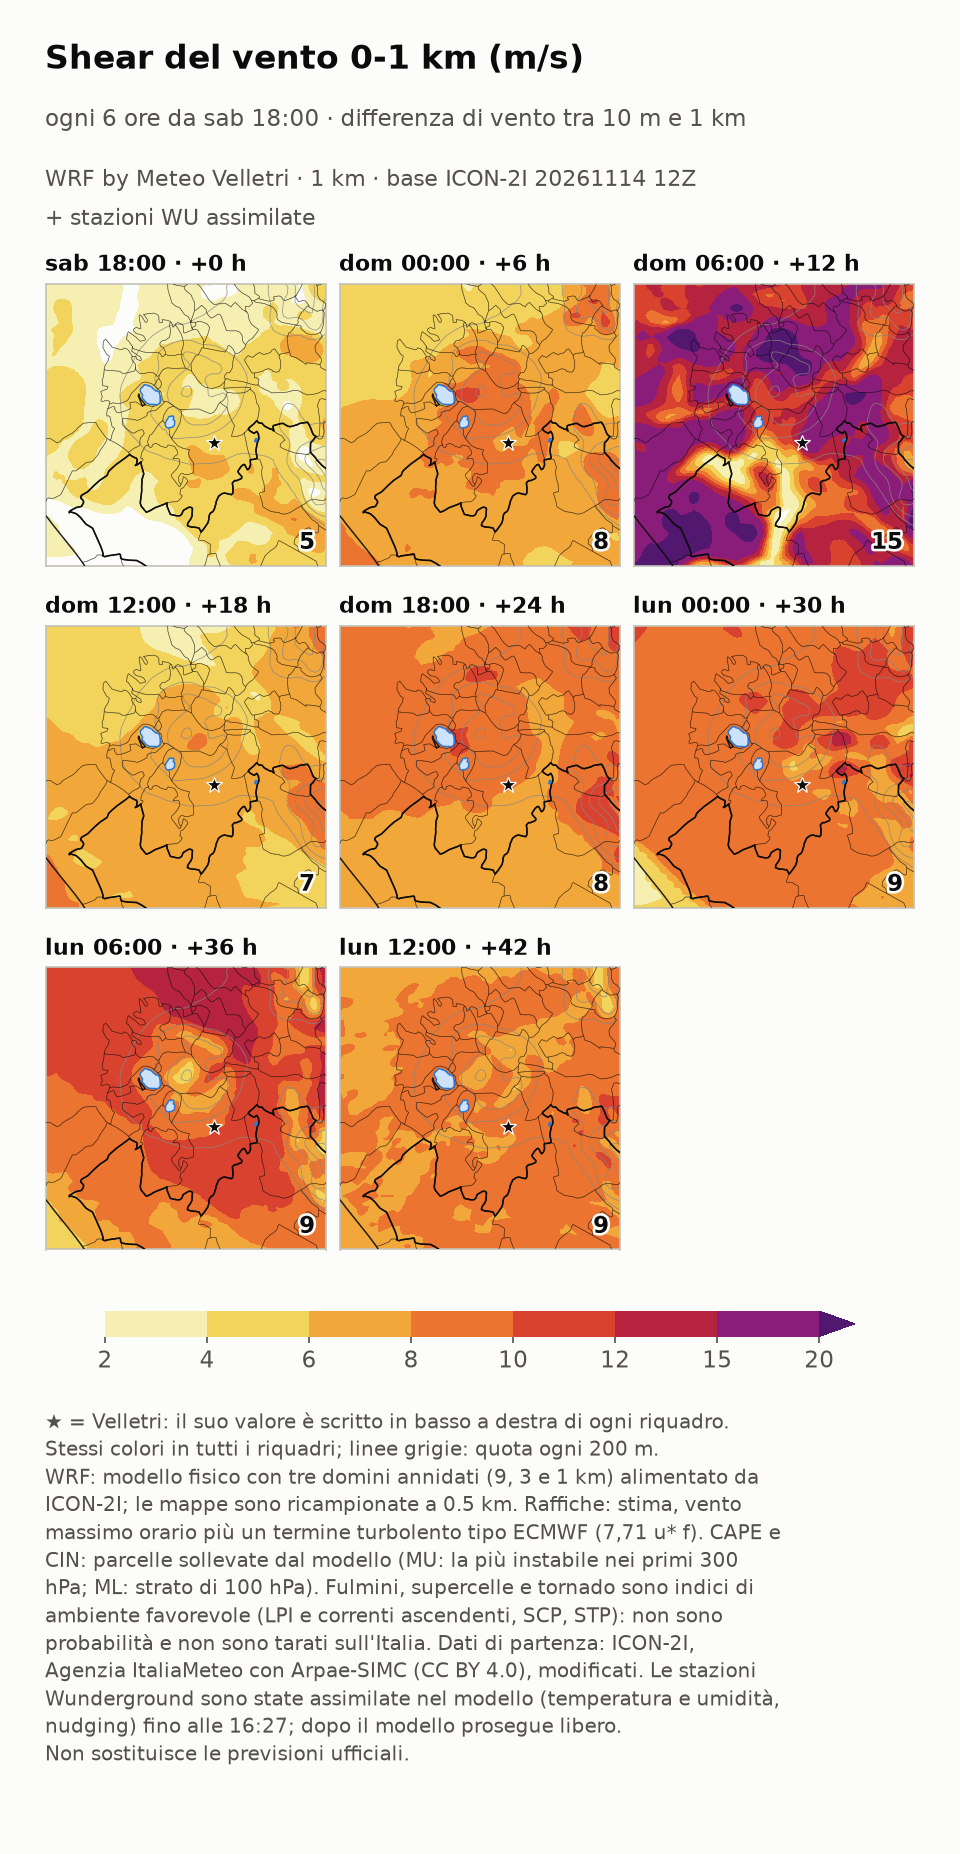 Shear del vento 0-1 km (m/s)
ogni 6 ore da sab 18:00 · differenza di vento tra 10 m e 1 km
WRF by Meteo Velletri · 1 km · base ICON-2I 20261114 12Z
+ stazioni WU assimilate
sab 18:00 · +0 h
dom 00:00 · +6 h
dom 06:00 · +12 h
5
8
15
dom 12:00 · +18 h
dom 18:00 · +24 h
lun 00:00 · +30 h
7
8
9
lun 06:00 · +36 h
lun 12:00 · +42 h
9
9
2 4 6 8 10 12 15 20
★ = Velletri: il suo valore è scritto in basso a destra di ogni riquadro.
Stessi colori in tutti i riquadri; linee grigie: quota ogni 200 m.
WRF: modello fisico con tre domini annidati (9, 3 e 1 km) alimentato da
ICON-2I; le mappe sono ricampionate a 0.5 km. Raffiche: stima, vento
massimo orario più un termine turbolento tipo ECMWF (7,71 u* f). CAPE e
CIN: parcelle sollevate dal modello (MU: la più instabile nei primi 300
hPa; ML: strato di 100 hPa). Fulmini, supercelle e tornado sono indici di
ambiente favorevole (LPI e correnti ascendenti, SCP, STP): non sono
probabilità e non sono tarati sull'Italia. Dati di partenza: ICON-2I,
Agenzia ItaliaMeteo con Arpae-SIMC (CC BY 4.0), modificati. Le stazioni
Wunderground sono state assimilate nel modello (temperatura e umidità,
nudging) fino alle 16:27; dopo il modello prosegue libero.
Non sostituisce le previsioni ufficiali.